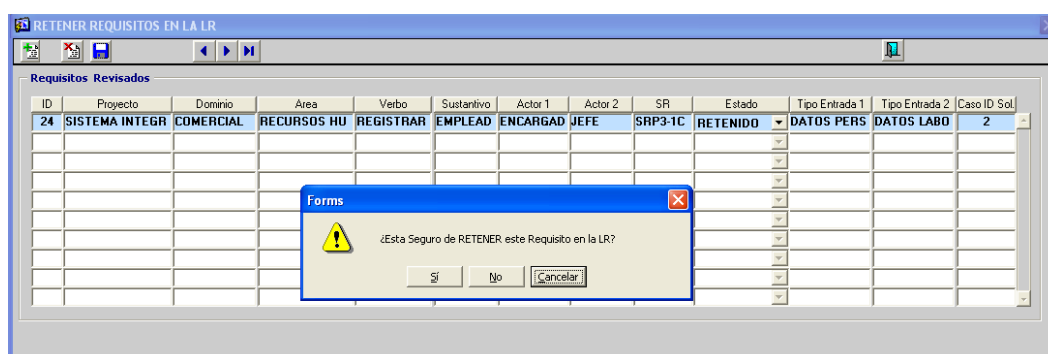 RETENER REQUISITOS EN LA LR
Requisitos Revisados
ID Proyecto Dominio Area Verbo Sustantivo Actor 1 Actor 2 SR Estado Tipo Entrada 1 Tipo Entrada 2 Caso ID Sol.
24 SISTEMA INTEGR COMERCIAL RECURSOS HU REGISTRAR EMPLEAD ENCARGAD JEFE SRP3-1C RETENIDO DATOS PERS DATOS LABO 2
Forms
¿Esta Seguro de RETENER este Requisito en la LR?
Sí No Cancelar